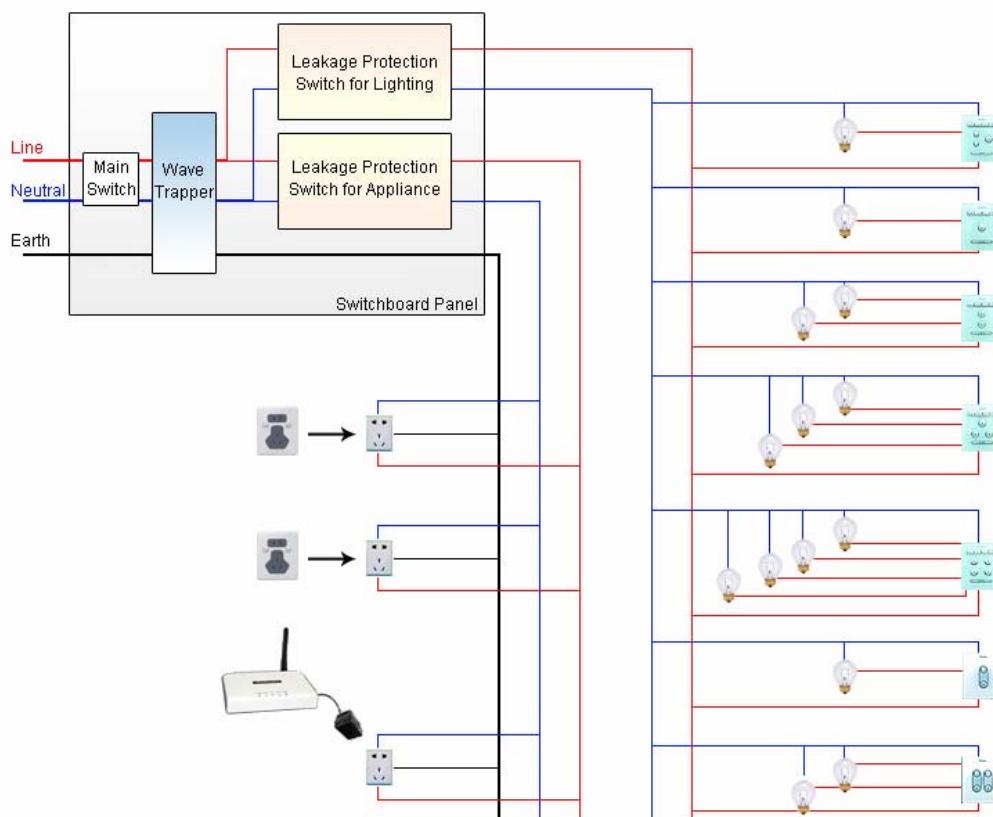 Leakage Protection
Switch for Lighting
Line
Main
Switch
Wave
Trapper
Leakage Protection
Switch for Appliance
Neutral
Earth
Switchboard Panel